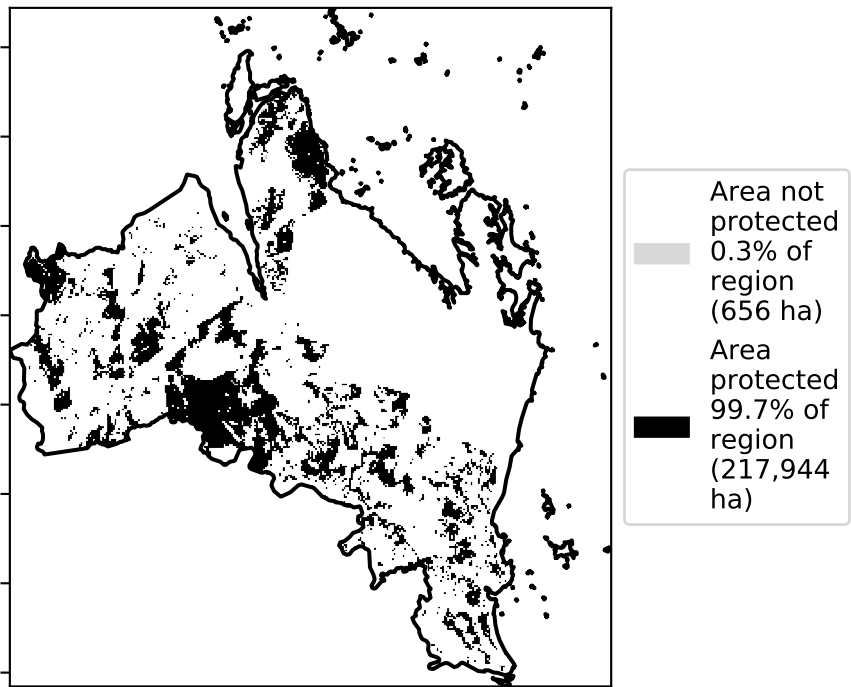 Area not
protected
0.3% of
region
(656 ha)
Area
protected
99.7% of
region
(217,944
ha)